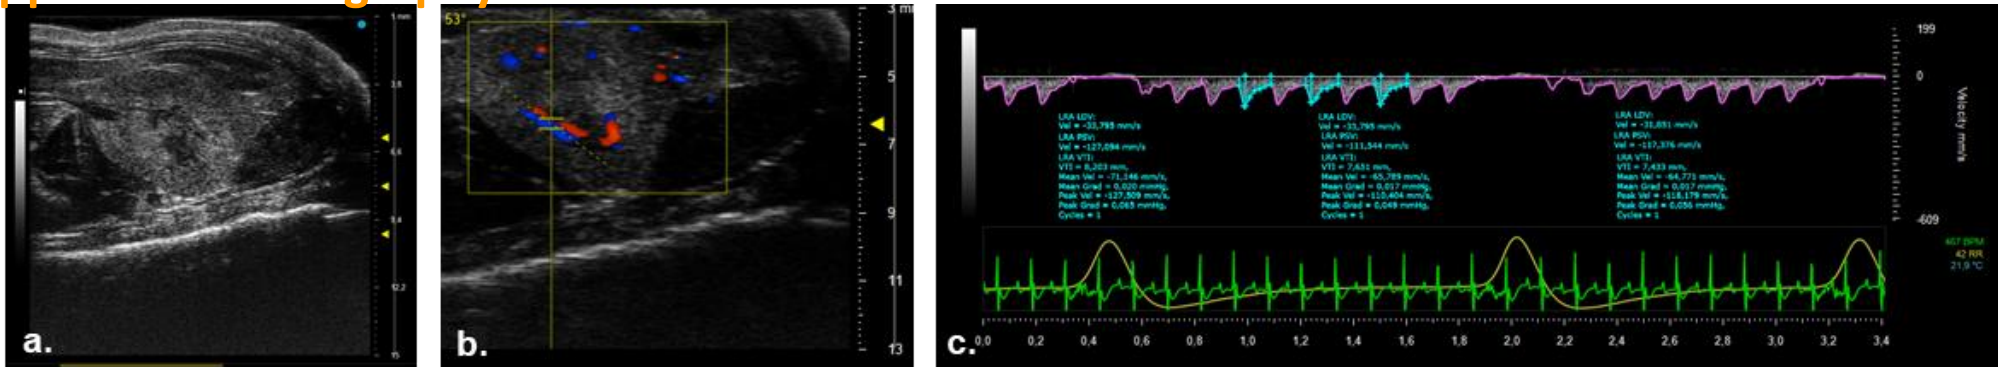 1 mm
a.
15
53°
3 mm
5
7
9
11
13
b.
199
0
-609
Velocity mm/s
LRA LDV:
Vel = -33,795 mm/s
LRA PSV:
Vel = -127,094 mm/s
LRA VTI:
VTI = 8,203 mm,
Mean Vel = -71,146 mm/s,
Mean Grad = 0,020 mmHg,
Peak Vel = -127,509 mm/s,
Peak Grad = 0,065 mmHg,
Cycles = 1
LRA LDV:
Vel = -33,795 mm/s
LRA PSV:
Vel = -111,544 mm/s
LRA VTI:
VTI = 7,651 mm,
Mean Vel = -65,789 mm/s,
Mean Grad = 0,017 mmHg,
Peak Vel = -110,404 mm/s,
Peak Grad = 0,049 mmHg,
Cycles = 1
LRA LDV:
LRA PSV:
Vel = -117,376 mm/s
LRA VTI:
VTI = 7,433 mm,
Mean Vel = -64,771 mm/s,
Mean Grad = 0,017 mmHg,
Peak Vel = -118,179 mm/s,
Peak Grad = 0,056 mmHg,
Cycles = 1
467 BPM
42 RR
21,9 °C
c.
0,0 0,2 0,4 0,6 0,8 1,0 1,2 1,4 1,6 1,8 2,0 2,2 2,4 2,6 2,8 3,0 3,2 3,4